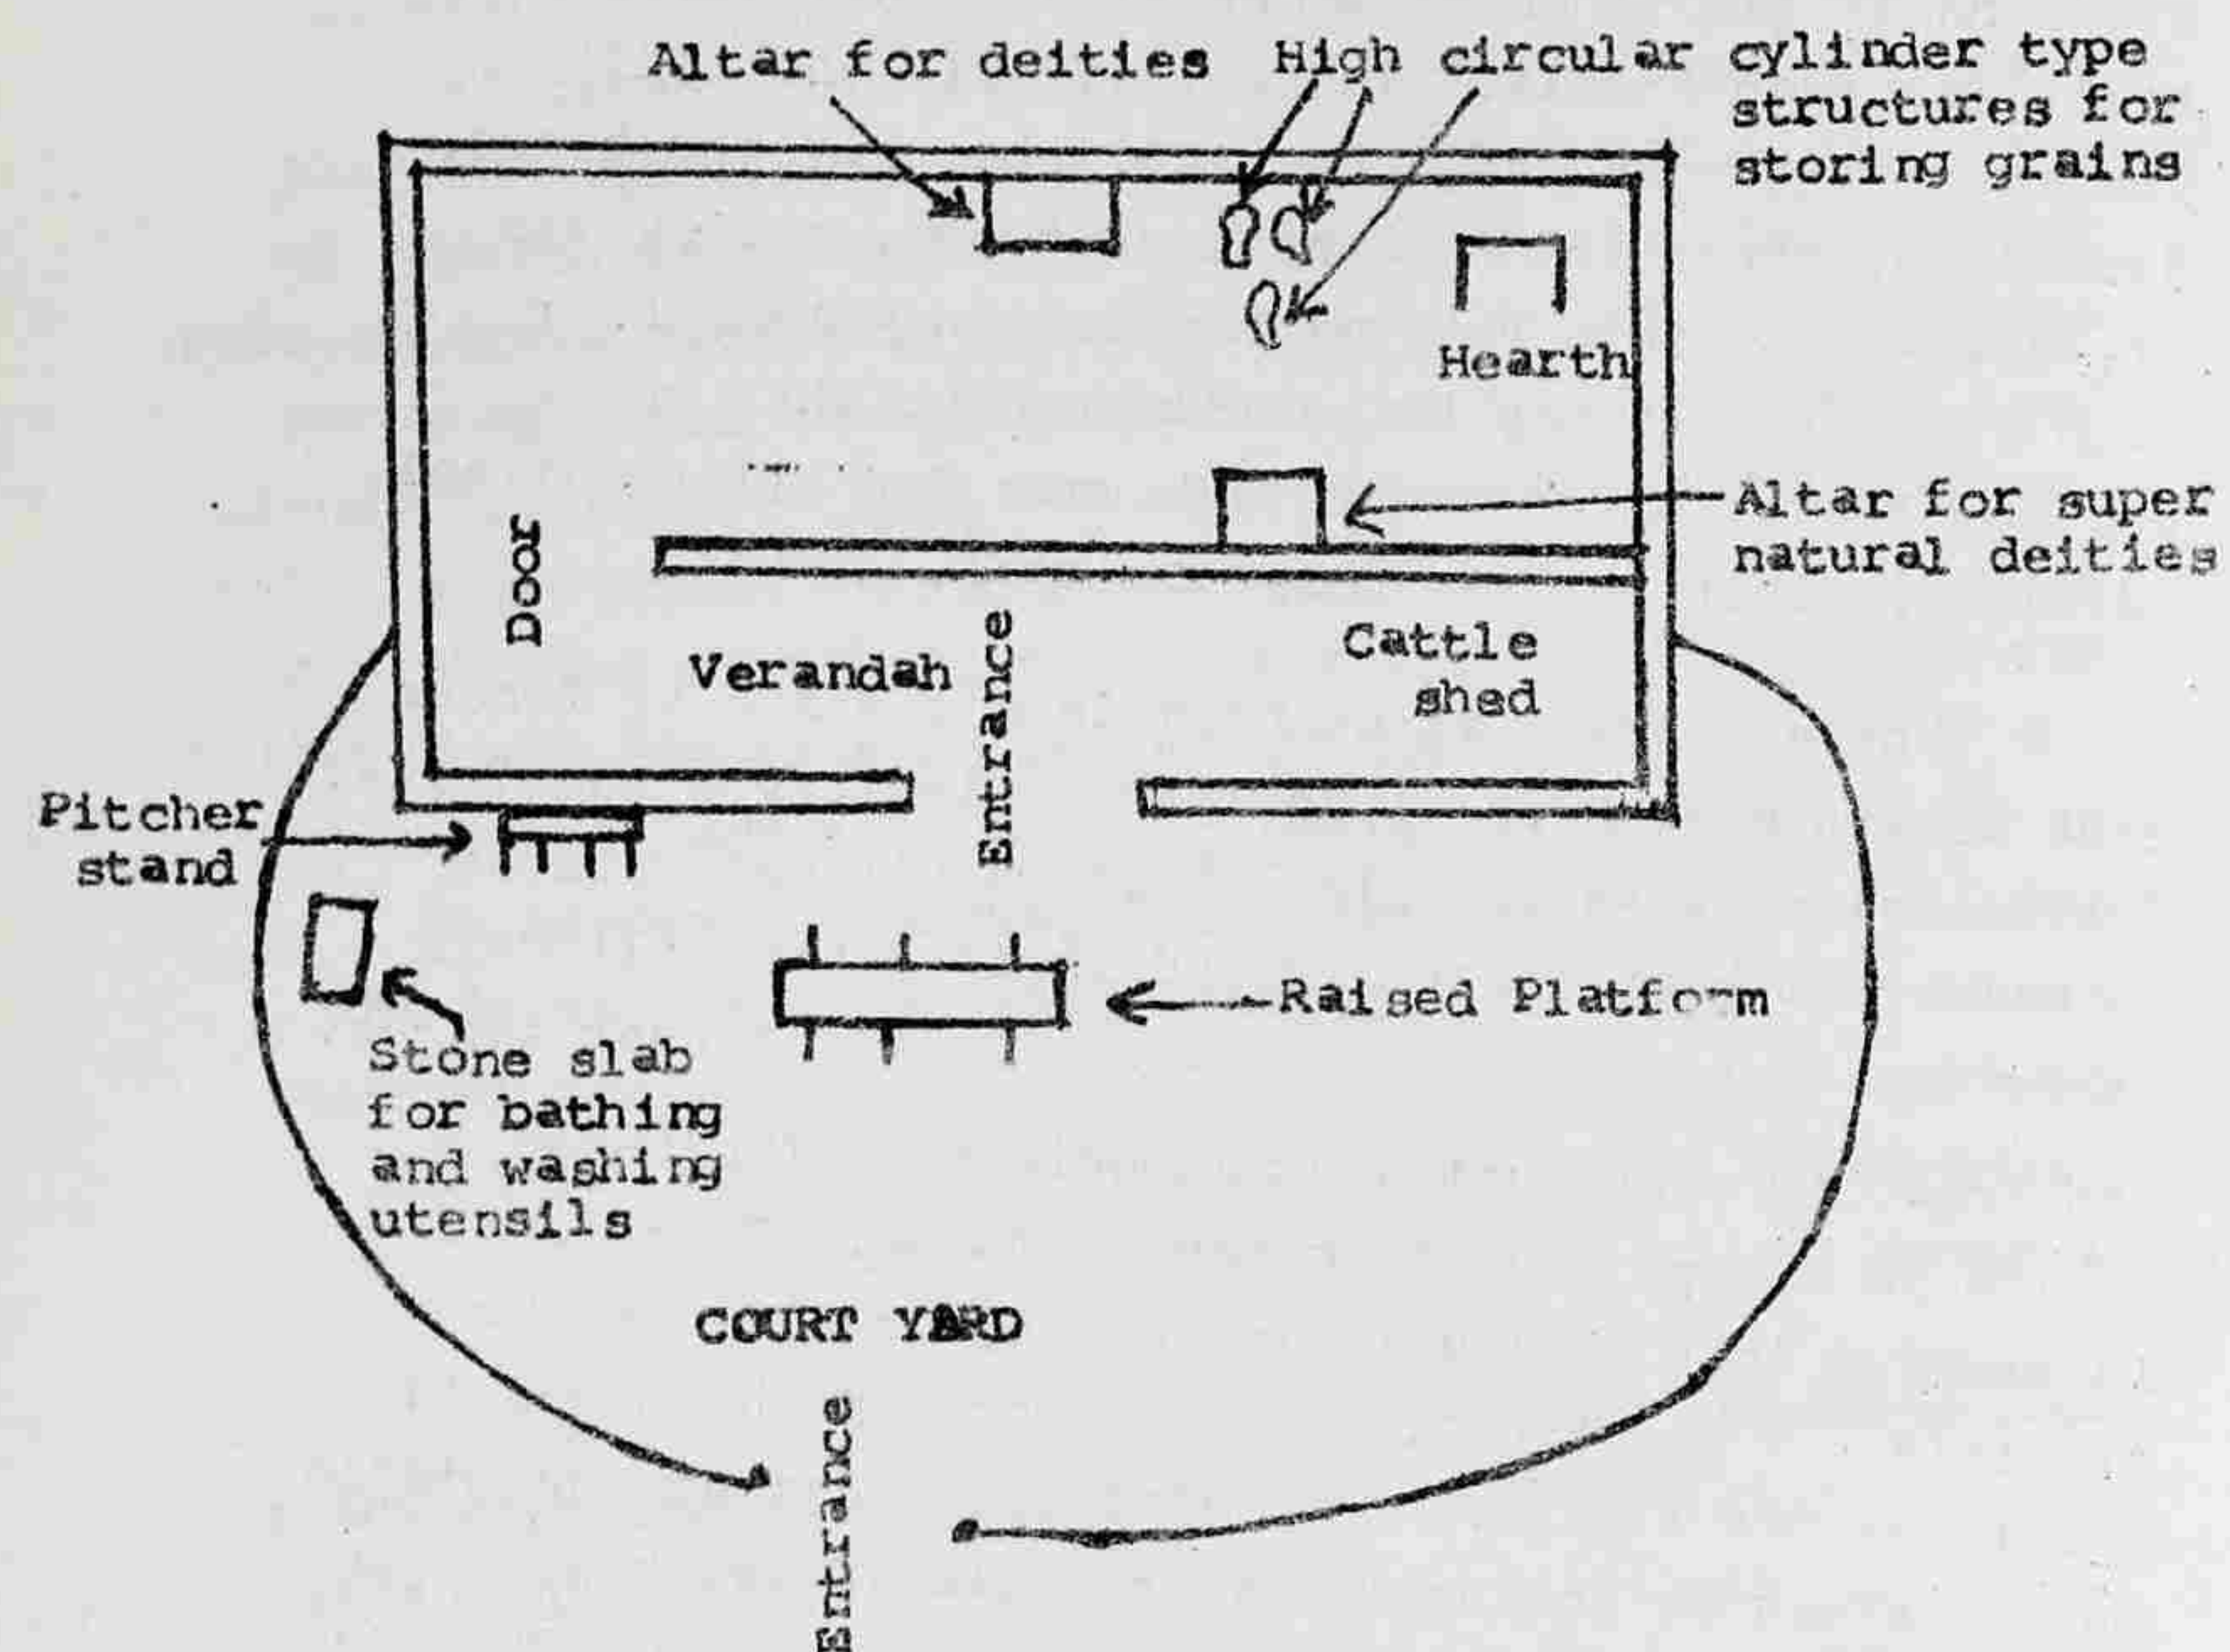 Altar for deities
High circular cylinder type
structures for
storing grains
Hearth
Altar for super
natural deities
Door
Verandah
Entrance
Cattle
shed
Pitcher
stand
Raised Platform
Stone slab
for bathing
and washing
utensils
COURT YARD
Entrance